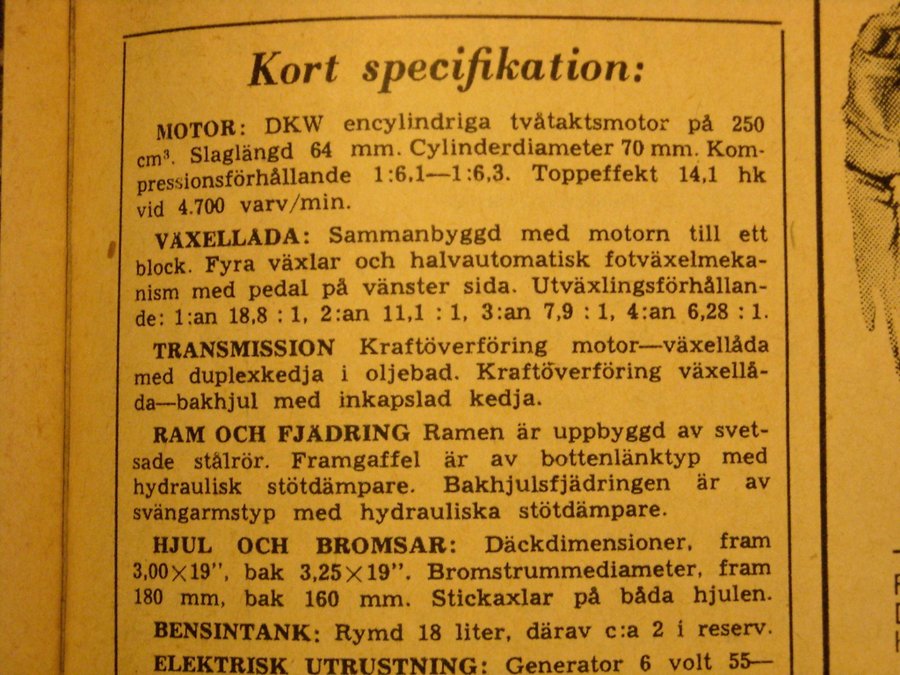 Kort specifikation:
MOTOR: DKW encylindriga tvåtaktsmotor på 250
cm³. Slaglängd 64 mm. Cylinderdiameter 70 mm. Kom-
pressionsförhållande 1:6,1—1:6,3. Toppeffekt 14,1 hk
vid 4.700 varv/min.
VÄXELLÅDA: Sammanbyggd med motorn till ett
block. Fyra växlar och halvautomatisk fotväxelmeka-
nism med pedal på vänster sida. Utväxlingsförhållan-
de: 1:an 18,8 : 1, 2:an 11,1 : 1, 3:an 7,9 : 1, 4:an 6,28 : 1.
TRANSMISSION Kraftöverföring motor—växellåda
med duplexkedja i oljebad. Kraftöverföring växellå-
da—bakhjul med inkapslad kedja.
RAM OCH FJÄDRING Ramen är uppbyggd av svet-
sade stålrör. Framgaffel är av bottenlänktyp med
hydraulisk stötdämpare. Bakhjulsfjädringen är av
svängarmstyp med hydrauliska stötdämpare.
HJUL OCH BROMSAR: Däckdimensioner, fram
3,00×19", bak 3,25×19". Bromstrummediameter, fram
180 mm, bak 160 mm. Stickaxlar på båda hjulen.
BENSINTANK: Rymd 18 liter, därav c:a 2 i reserv.
ELEKTRISK UTRUSTNING: Generator 6 volt 55—